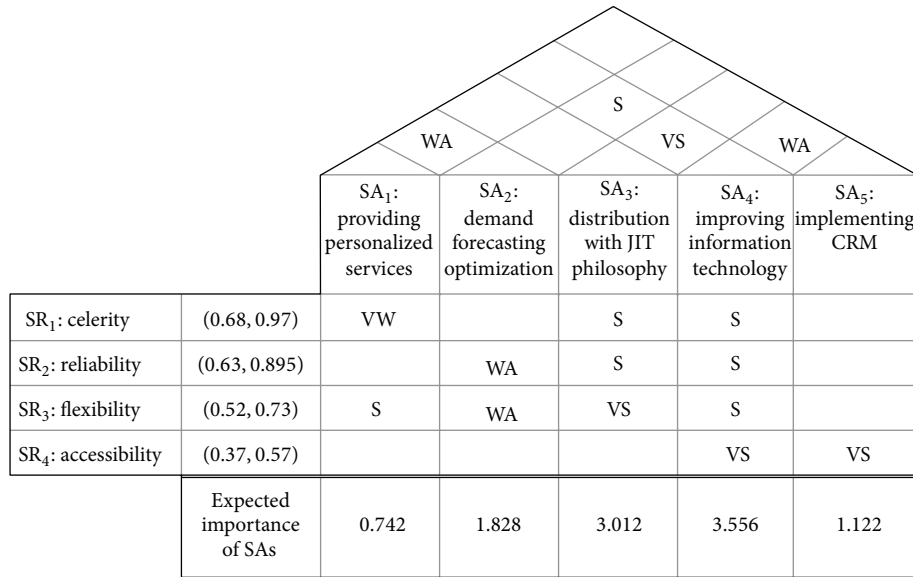 S
WA
VS
WA
SA₁:
providing
personalized
services
SA₂:
demand
forecasting
optimization
SA₃:
distribution
with JIT
philosophy
SA₄:
improving
information
technology
SA₅:
implementing
CRM
SR₁: celerity (0.68, 0.97) VW S S
SR₂: reliability (0.63, 0.895) WA S S
SR₃: flexibility (0.52, 0.73) S WA VS S
SR₄: accessibility (0.37, 0.57) VS VS
Expected
importance
of SAs
0.742 1.828 3.012 3.556 1.122